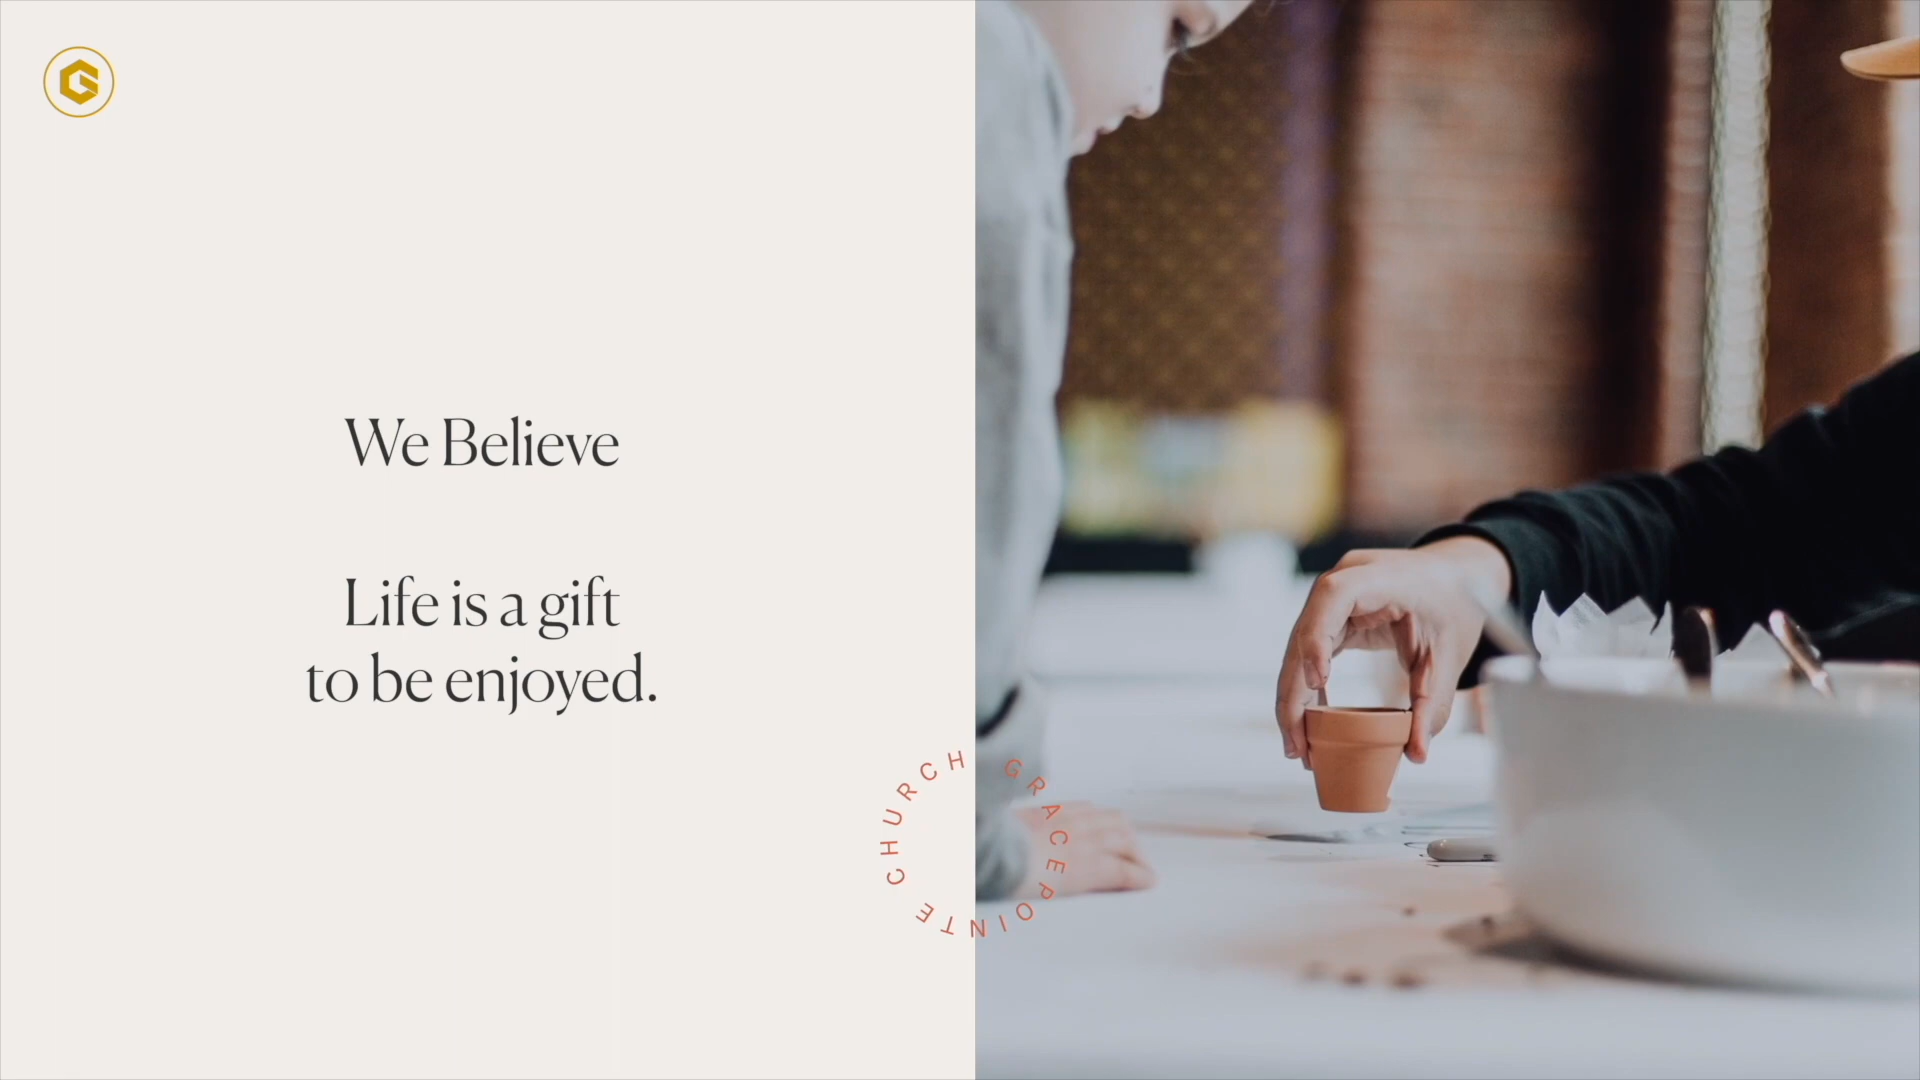 We Believe
Life is a gift
to be enjoyed.
CHURCH GRACEPOINTE